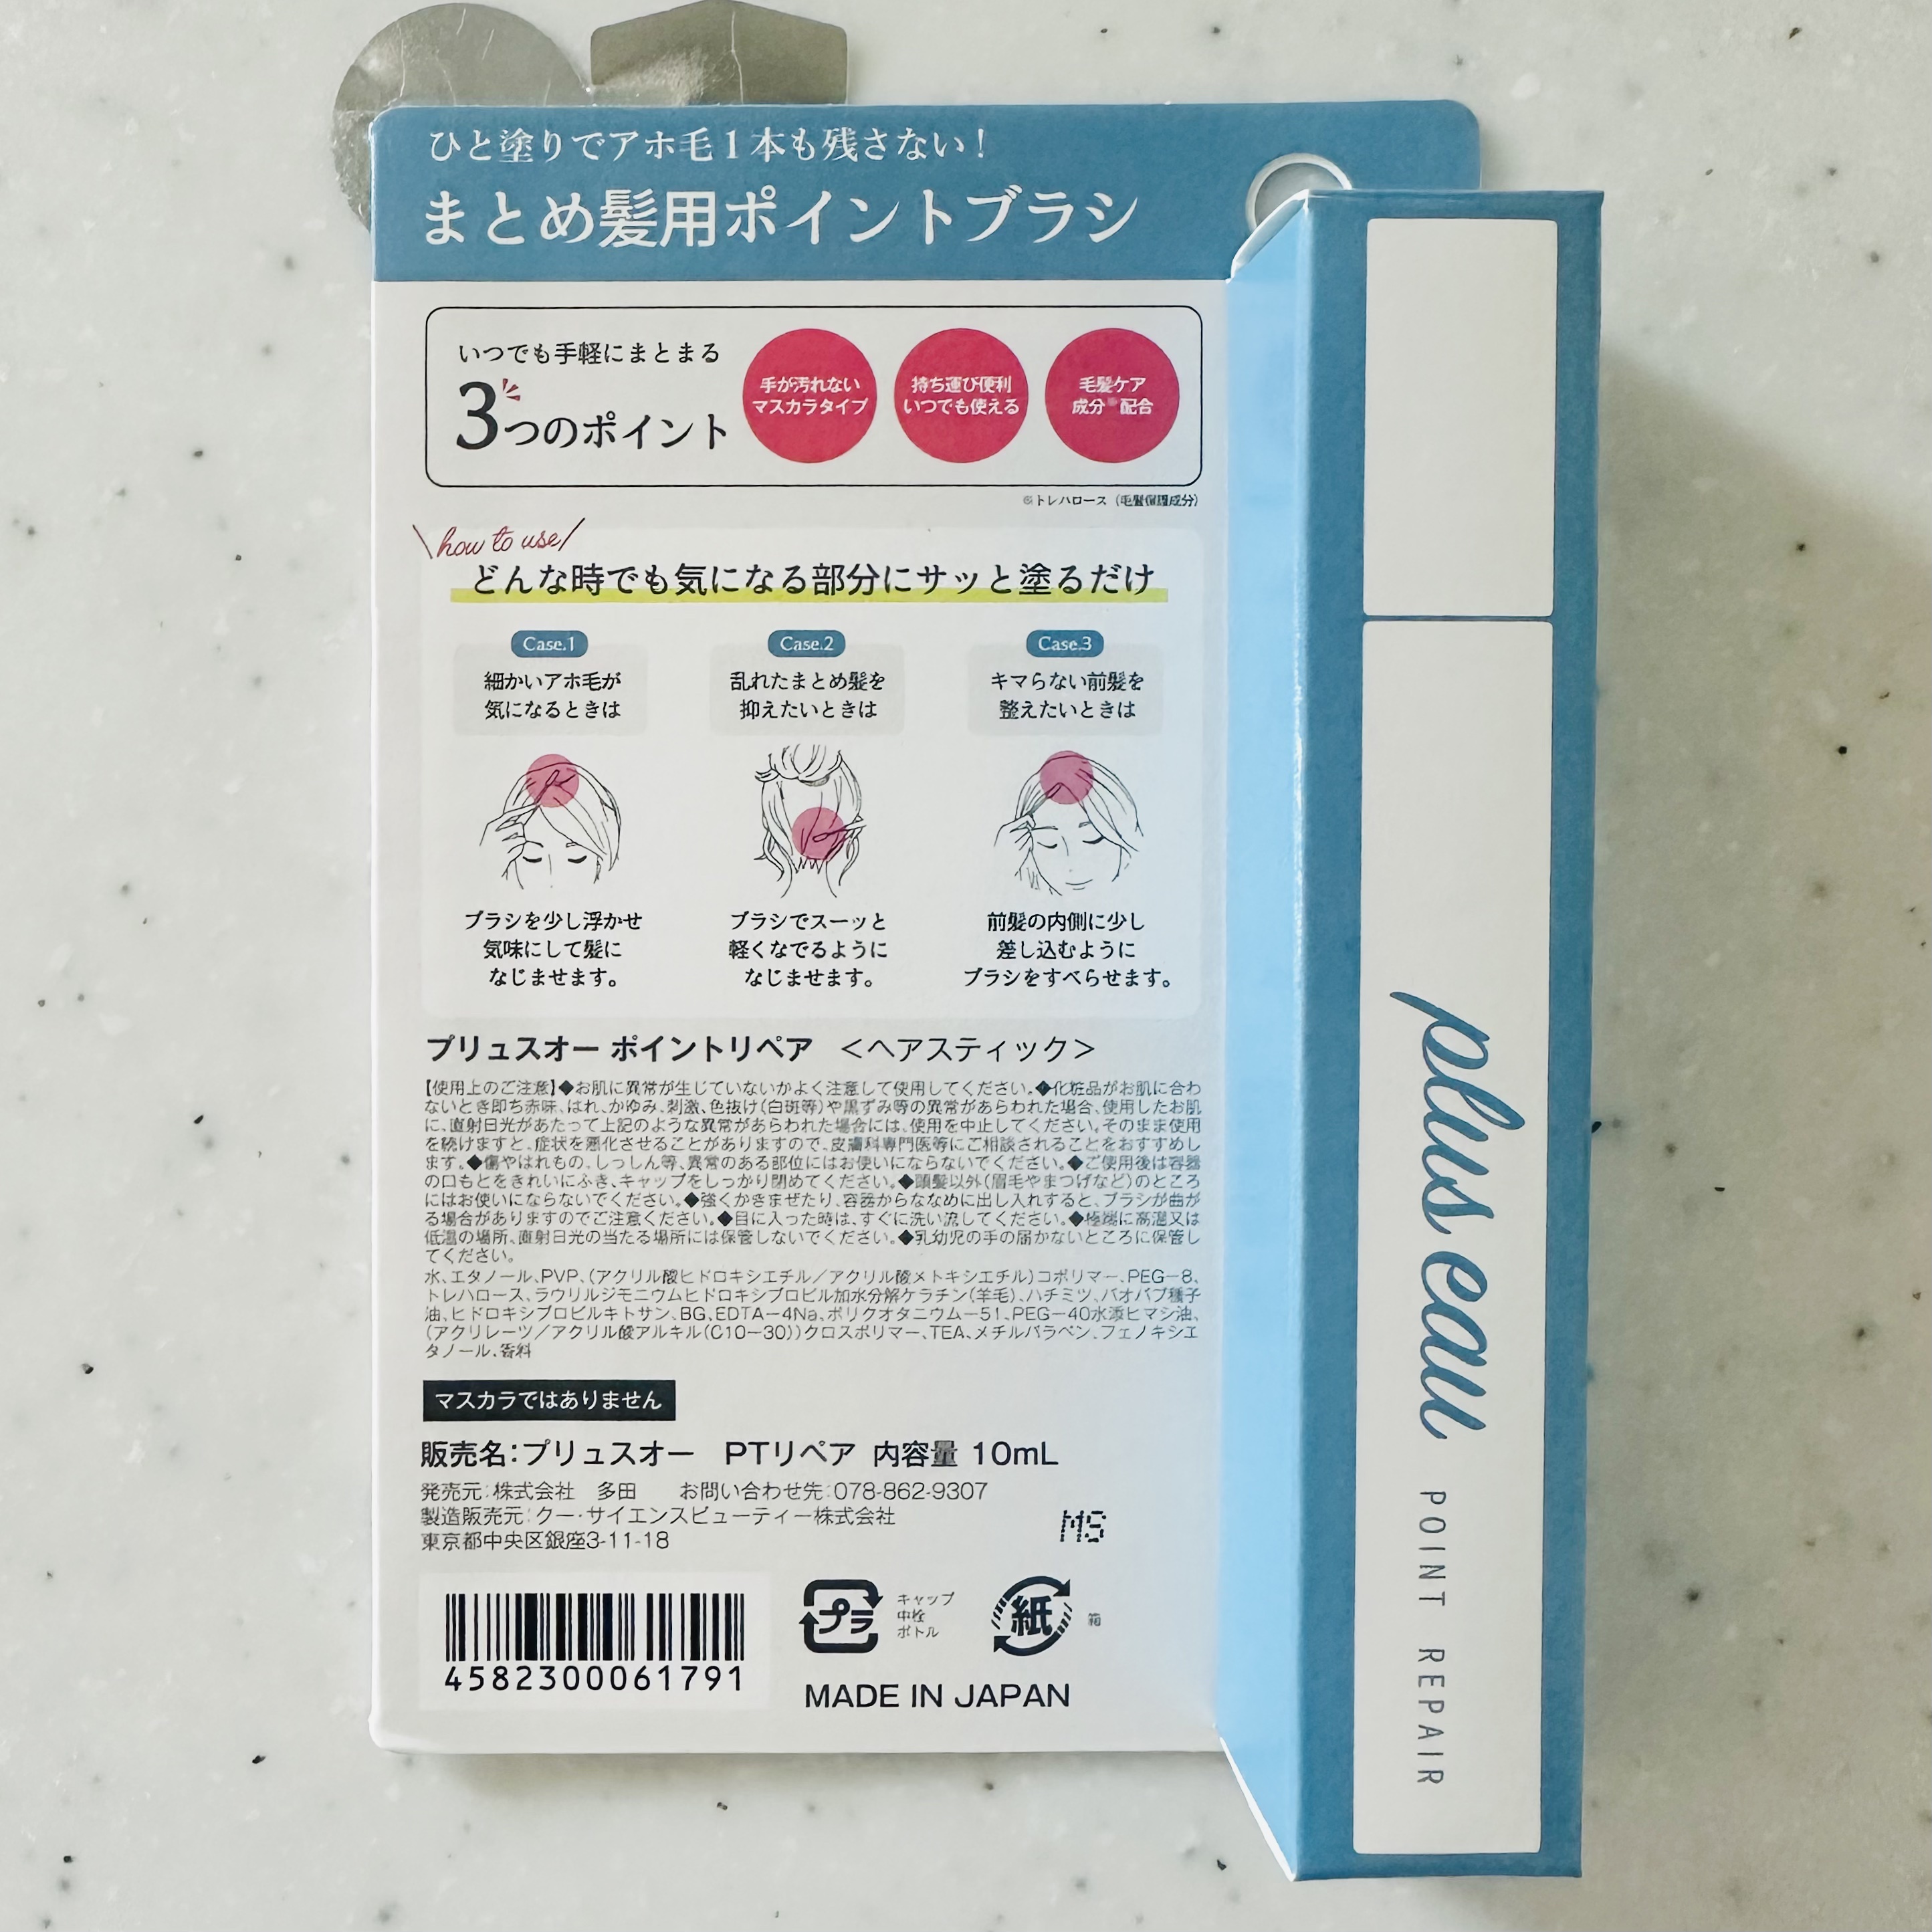 ひと塗りでアホ毛1本も残さない!
まとめ髪用ポイントブラシ
いつでも手軽にまとまる
3つのポイント
手が汚れない
マスカラタイプ
持ち運び便利
いつでも使える
毛髪ケア
成分※配合
※トレハロース（毛髪保護成分）
how to use
どんな時でも気になる部分にサッと塗るだけ
Case.1
細かいアホ毛が
気になるときは
ブラシを少し浮かせ
気味にして髪に
なじませます。
Case.2
乱れたまとめ髪を
抑えたいときは
ブラシでスーッと
軽くなでるように
なじませます。
Case.3
キマらない前髪を
整えたいときは
前髪の内側に少し
差し込むように
ブラシをすべらせます。
プリュスオー ポイントリペア ＜ヘアスティック＞
【使用上のご注意】◆お肌に異常が生じていないかよく注意して使用してください。◆化粧品がお肌に合わ
ないとき即ち赤味、はれ、かゆみ、刺激、色抜け(白斑等)や黒ずみ等の異常があらわれた場合、使用したお肌
に、直射日光があたって上記のような異常があらわれた場合には、使用を中止してください。そのまま使用
を続けますと、症状を悪化させることがありますので、皮膚科専門医等にご相談されることをおすすめし
ます。◆傷やはれもの、しっしん等、異常のある部位にはお使いにならないでください。◆ご使用後は容器
の口もとをきれいにふき、キャップをしっかり閉めてください。◆頭髪以外(眉毛やまつげなど)のところ
にはお使いにならないでください。◆強くかきまぜたり、容器からななめに出し入れすると、ブラシが曲が
る場合がありますのでご注意ください。◆目に入った時は、すぐに洗い流してください。◆極端に高温又は
低温の場所、直射日光の当たる場所には保管しないでください。◆乳幼児の手の届かないところに保管し
てください。
水、エタノール、PVP、(アクリル酸ヒドロキシエチル／アクリル酸メトキシエチル)コポリマー、PEG－8、
トレハロース、ラウリルジモニウムヒドロキシプロピル加水分解ケラチン(羊毛)、ハチミツ、バオバブ種子
油、ヒドロキシプロピルキトサン、BG、EDTA－4Na、ポリクオタニウム－51、PEG－40水添ヒマシ油、
(アクリレーツ／アクリル酸アルキル(C10－30))クロスポリマー、TEA、メチルパラベン、フェノキシエ
タノール、香料
マスカラではありません
販売名:プリュスオー PTリペア 内容量 10mL
発売元:株式会社 多田 お問い合わせ先:078-862-9307
製造販売元:クー・サイエンスビューティー株式会社
東京都中央区銀座3-11-18
MS
4582300061791
プラ
キャップ
中栓
ボトル
紙
箱
MADE IN JAPAN
plus eau
POINT REPAIR